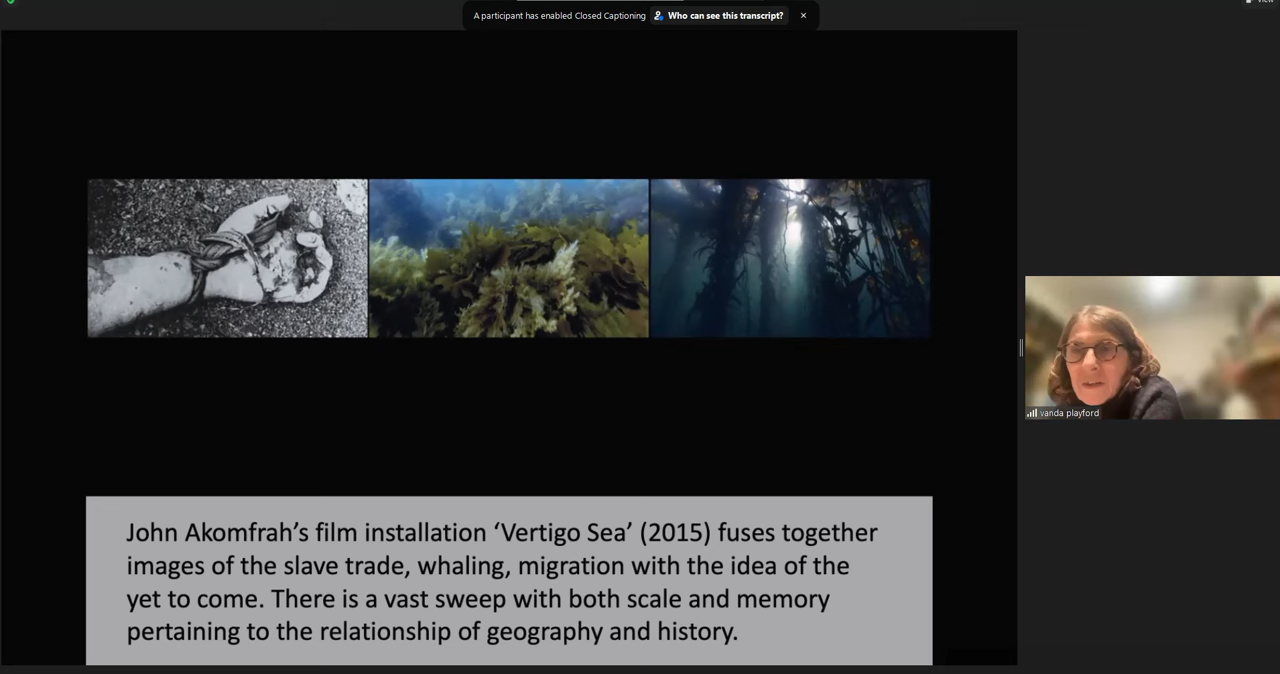 View
A participant has enabled Closed Captioning Who can see this transcript?
John Akomfrah’s film installation ‘Vertigo Sea’ (2015) fuses together
images of the slave trade, whaling, migration with the idea of the
yet to come. There is a vast sweep with both scale and memory
pertaining to the relationship of geography and history.
vanda playford